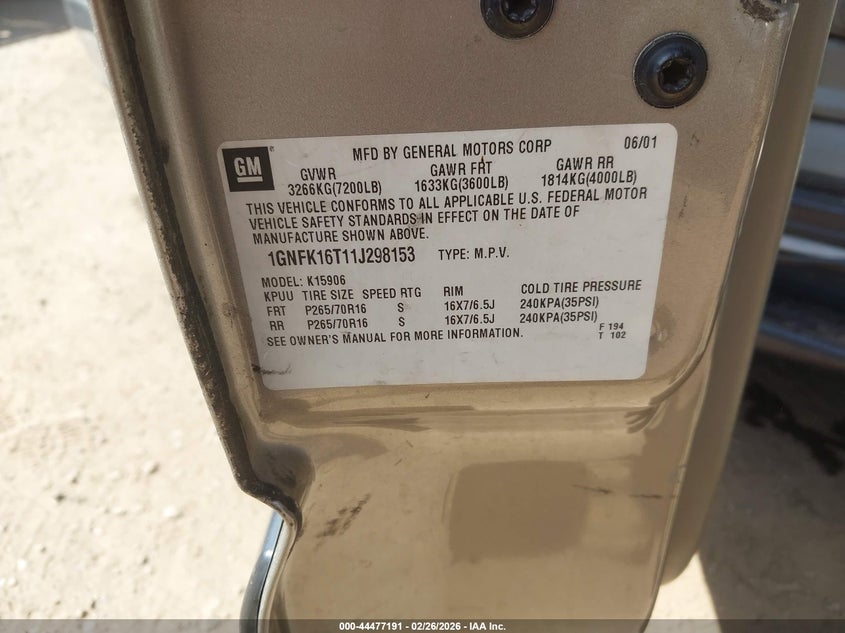 GM
MFD BY GENERAL MOTORS CORP 06/01
GVWR GAWR FRT GAWR RR
3266KG(7200LB) 1633KG(3600LB) 1814KG(4000LB)
THIS VEHICLE CONFORMS TO ALL APPLICABLE U.S. FEDERAL MOTOR
VEHICLE SAFETY STANDARDS IN EFFECT ON THE DATE OF
MANUFACTURE SHOWN ABOVE.
1GNFK16T11J298153 TYPE: M.P.V.
MODEL: K15906
KPUU TIRE SIZE SPEED RTG RIM COLD TIRE PRESSURE
FRT P265/70R16 S 16X7/6.5J 240KPA(35PSI)
RR P265/70R16 S 16X7/6.5J 240KPA(35PSI)
SEE OWNER'S MANUAL FOR MORE INFORMATION.
F 194
T 102
000-44477191 - 02/26/2026 - IAA Inc.